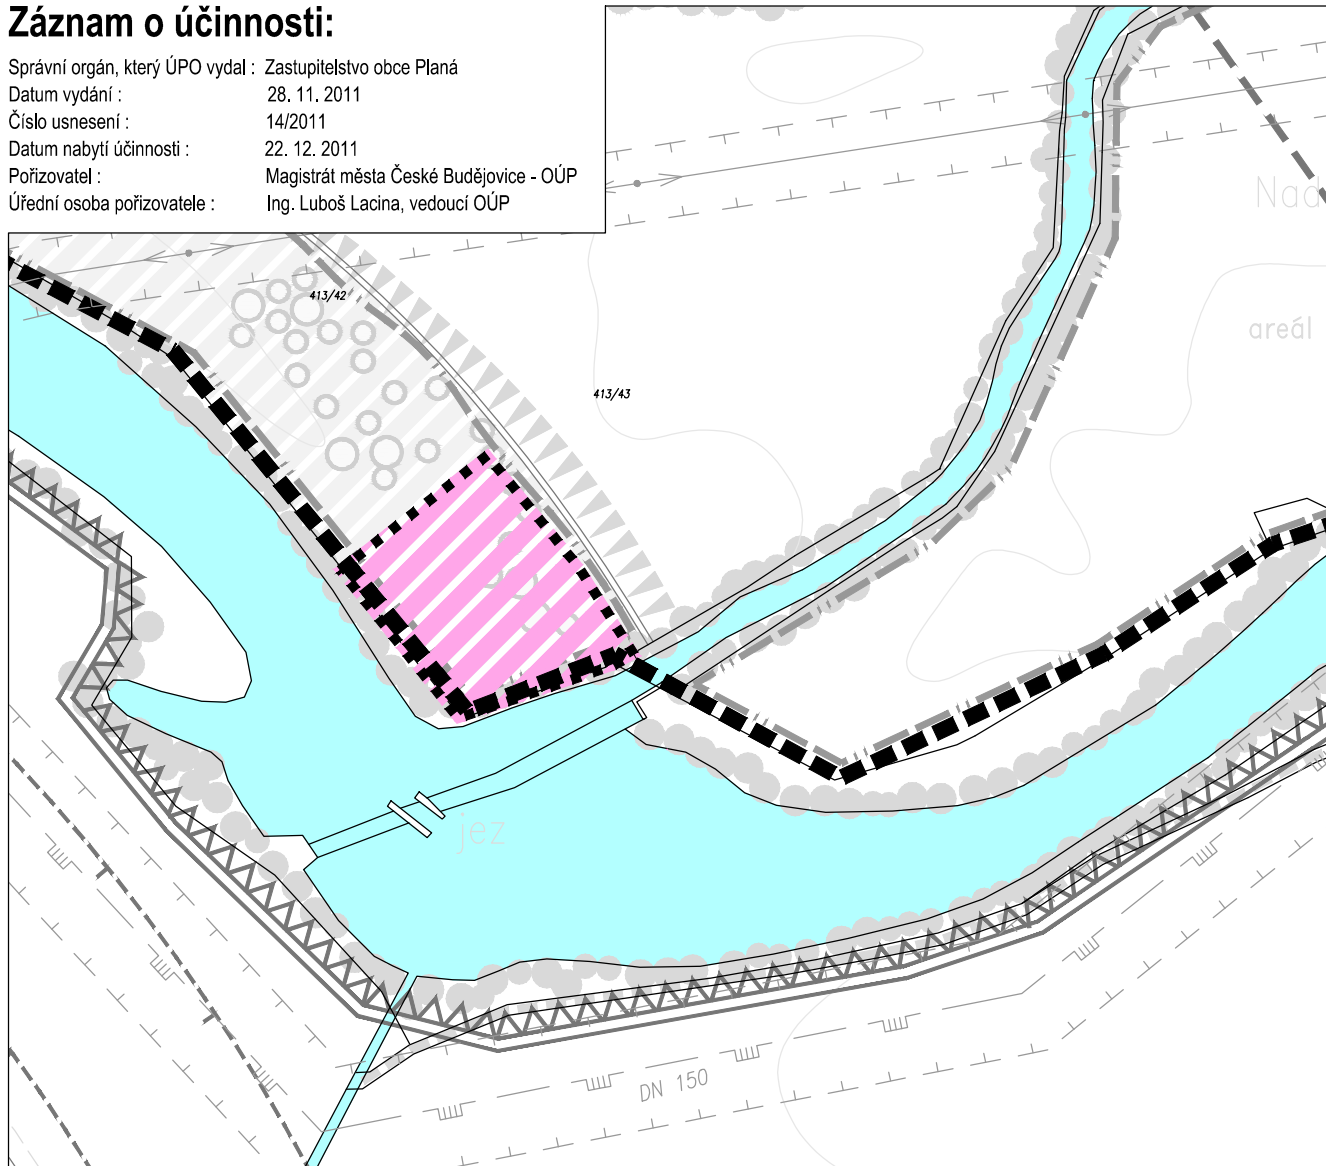 Záznam o účinnosti:
Správní orgán, který ÚPO vydal : Zastupitelstvo obce Planá
Datum vydání : 28. 11. 2011
Číslo usnesení : 14/2011
Datum nabytí účinnosti : 22. 12. 2011
Pořizovatel : Magistrát města České Budějovice - OÚP
Úřední osoba pořizovatele : Ing. Luboš Lacina, vedoucí OÚP
Nad
413/42
areál
413/43
jez
DN 150